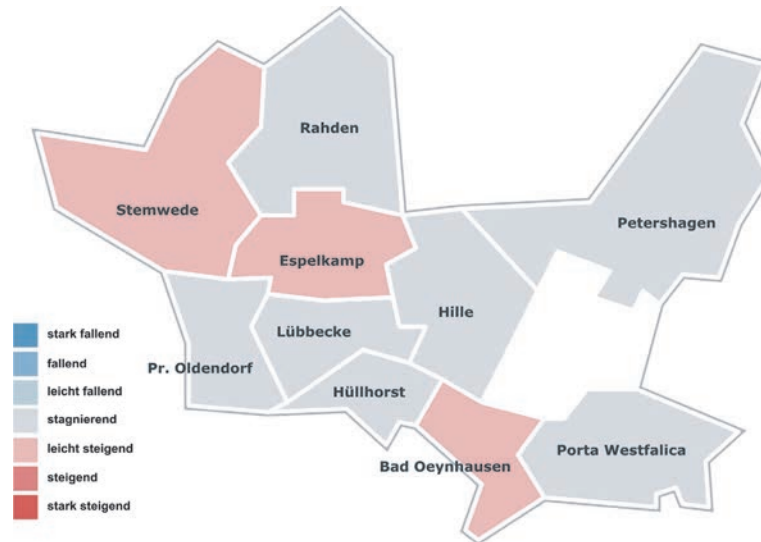 Rahden
Stemwede
Petershagen
Espelkamp
Hille
Lübbecke
Pr. Oldendorf
Hüllhorst
Porta Westfalica
Bad Oeynhausen
stark fallend
fallend
leicht fallend
stagnierend
leicht steigend
steigend
stark steigend